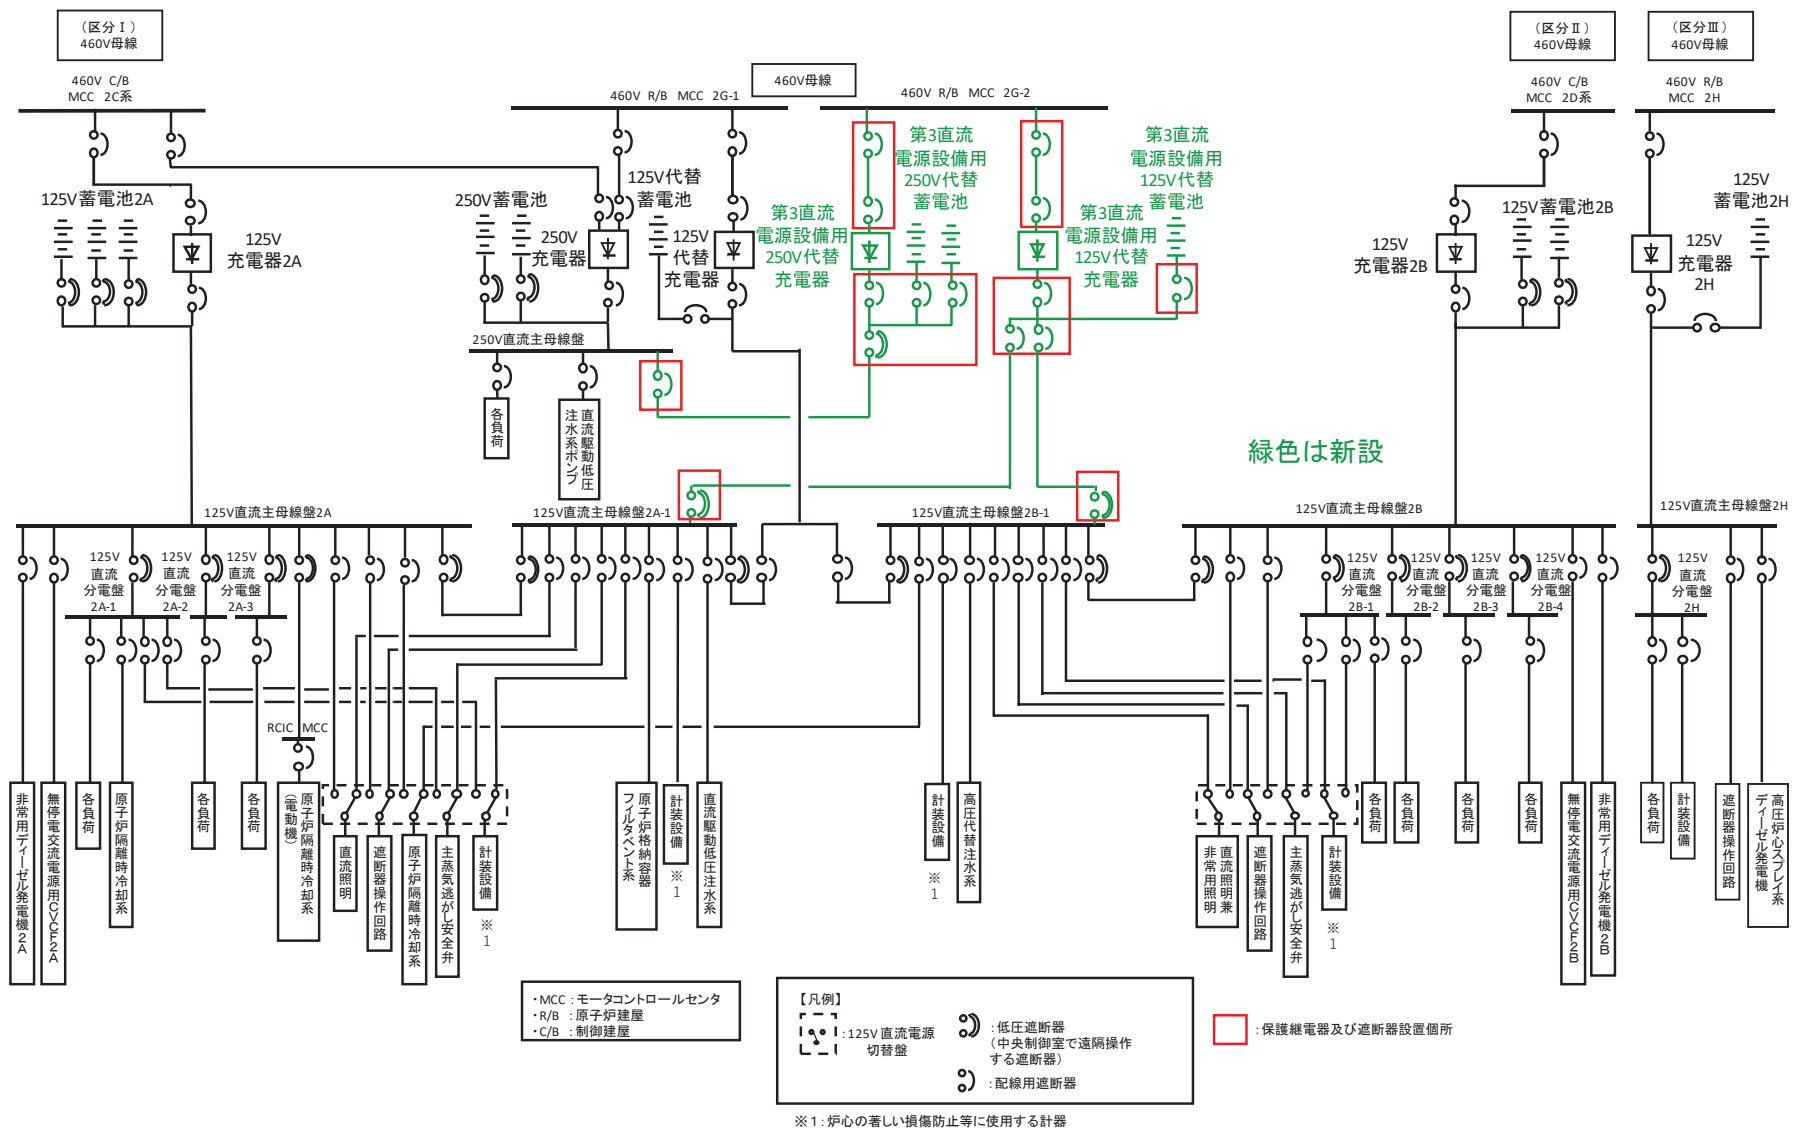 （区分Ⅰ）
460V母線
460V C/B
MCC 2C系
460V母線
460V R/B MCC 2G-1
460V R/B MCC 2G-2
（区分Ⅱ）
460V母線
460V C/B
MCC 2D系
（区分Ⅲ）
460V母線
460V R/B
MCC 2H
125V蓄電池2A
125V
充電器2A
250V蓄電池
250V
充電器
125V代替
蓄電池
125V
代替
充電器
第3直流
電源設備用
250V代替
充電器
第3直流
電源設備用
250V代替
蓄電池
第3直流
電源設備用
125V代替
充電器
第3直流
電源設備用
125V代替
蓄電池
125V
充電器2B
125V蓄電池2B
125V
充電器
2H
125V
蓄電池2H
250V直流主母線盤
各負荷
直流駆動低圧
注水系ポンプ
緑色は新設
125V直流主母線盤2A
125V直流主母線盤2A-1
125V直流主母線盤2B-1
125V直流主母線盤2B
125V直流主母線盤2H
125V
直流
分電盤
2A-1
125V
直流
分電盤
2A-2
125V
直流
分電盤
2A-3
125V
直流
分電盤
2B-1
125V
直流
分電盤
2B-2
125V
直流
分電盤
2B-3
125V
直流
分電盤
2B-4
125V
直流
分電盤
2H
RCIC MCC
非常用ディーゼル発電機2A
無停電交流電源用CVCF2A
各負荷
原子炉隔離時冷却系
各負荷
各負荷
原子炉隔離時冷却系
（電動機）
直流照明
遮断器操作回路
原子炉隔離時冷却系
主蒸気逃がし安全弁
計装設備
※1
原子炉格納容器
フィルタベント系
計装設備
※1
直流駆動低圧注水系
計装設備
※1
高圧代替注水系
直流照明兼
非常用照明
遮断器操作回路
主蒸気逃がし安全弁
計装設備
※1
各負荷
各負荷
各負荷
各負荷
無停電交流電源用CVCF2B
非常用ディーゼル発電機2B
各負荷
計装設備
遮断器操作回路
高圧炉心スプレイ系
ディーゼル発電機
・MCC：モータコントロールセンタ
・R/B ：原子炉建屋
・C/B ：制御建屋
【凡例】
：125V直流電源
切替盤
：低圧遮断器
（中央制御室で遠隔操作
する遮断器）
：配線用遮断器
：保護継電器及び遮断器設置個所
※1：炉心の著しい損傷防止等に使用する計器